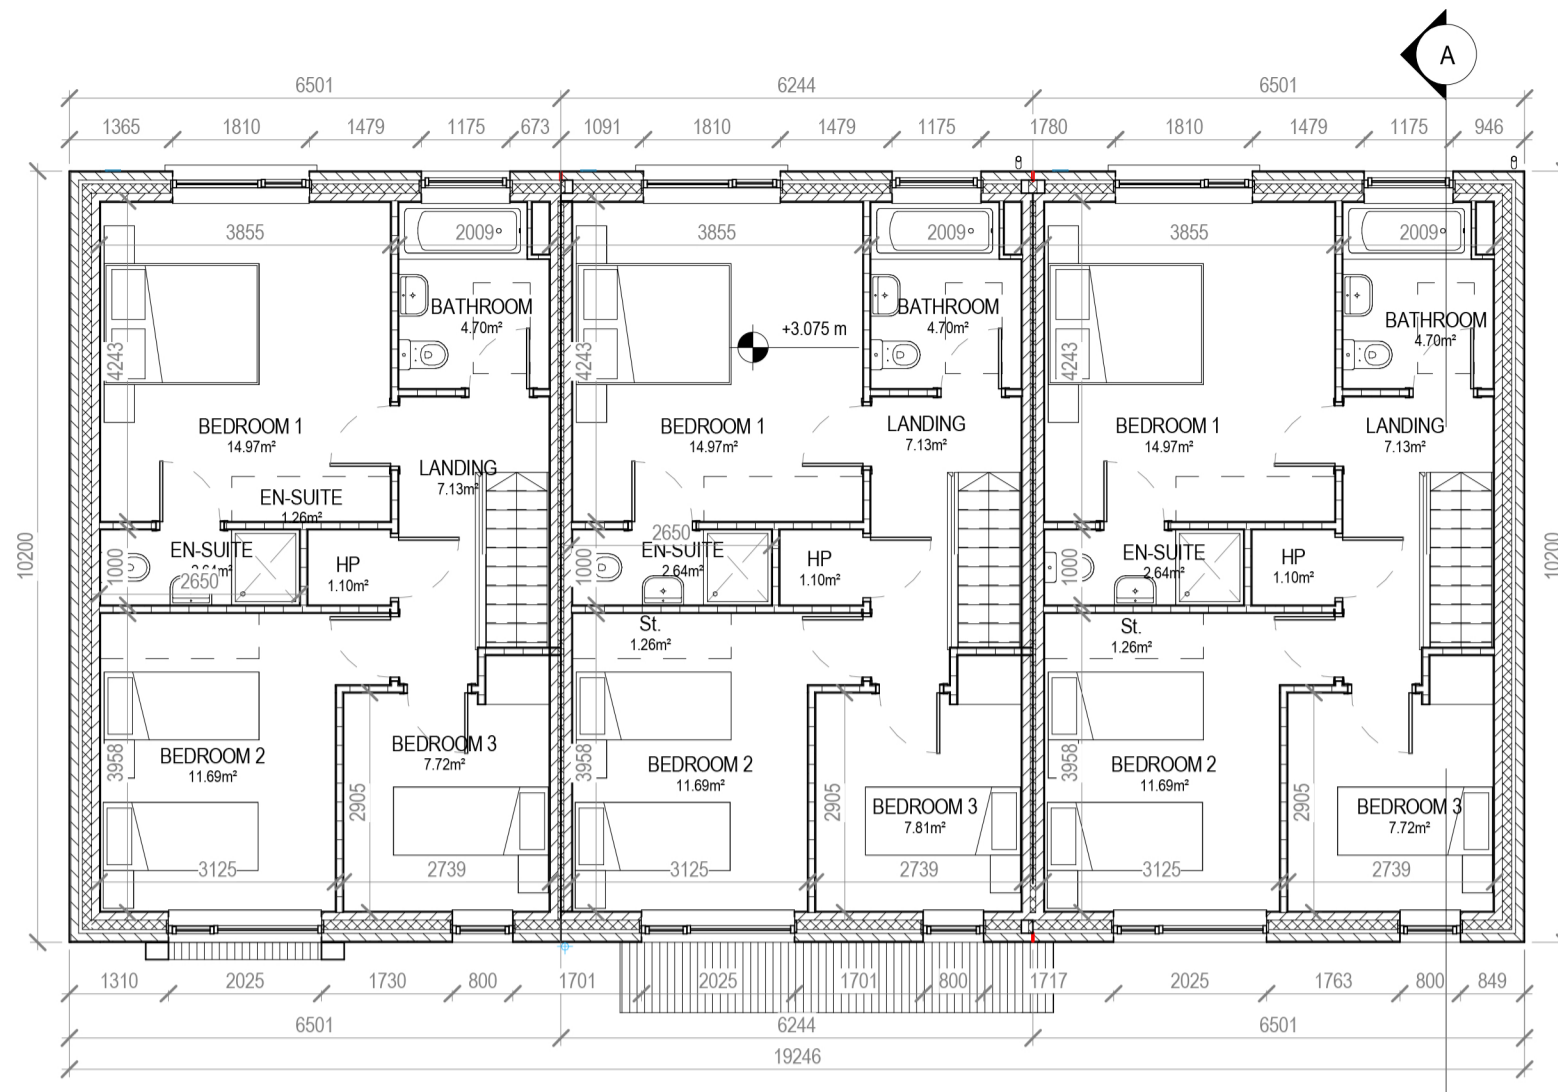 A
6501 6244 6501
1365 1810 1479 1175 673 1091 1810 1479 1175 1780 1810 1479 1175 946
3855 2009 3855 2009 3855 2009
BATHROOM
4.70m²
BATHROOM
4.70m²
BATHROOM
4.70m²
+3.075 m
4243 4243 4243
BEDROOM 1
14.97m²
BEDROOM 1
14.97m²
BEDROOM 1
14.97m²
LANDING
7.13m²
LANDING
7.13m²
LANDING
7.13m²
EN-SUITE
1.26m²
10200 10200
EN-SUITE
2.64m²
2650
HP
1.10m²
2650
EN-SUITE
2.64m²
HP
1.10m²
EN-SUITE
2.64m²
HP
1.10m²
1000 1000 1000
St.
1.26m²
St.
1.26m²
BEDROOM 2
11.69m²
BEDROOM 3
7.72m²
BEDROOM 2
11.69m²
BEDROOM 3
7.81m²
BEDROOM 2
11.69m²
BEDROOM 3
7.72m²
3958 2905 3958 2905 3958 2905
3125 2739 3125 2739 3125 2739
1310 2025 1730 800 1701 2025 1701 800 1717 2025 1763 800 849
6501 6244 6501
19246